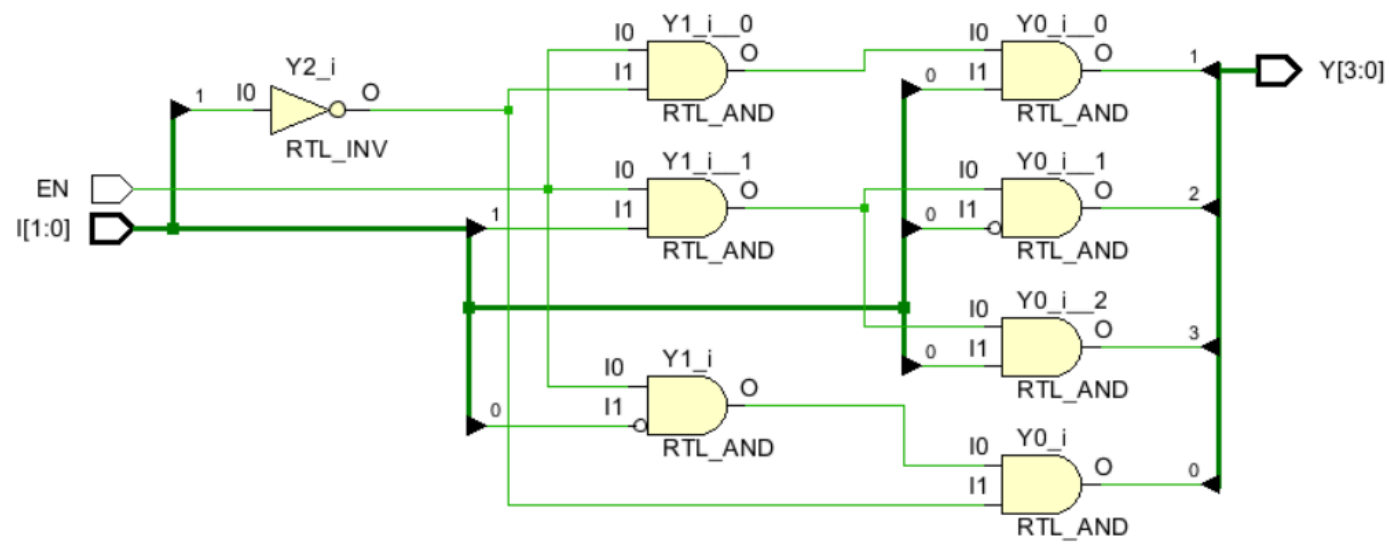 Y2_i
1
I0
O
RTL_INV
EN
I[1:0]
Y1_i__0
I0
O
I1
RTL_AND
Y1_i__1
I0
O
1
I1
RTL_AND
Y1_i
I0
O
0
I1
RTL_AND
Y0_i__0
I0
O
0
I1
RTL_AND
1
Y0_i__1
I0
O
0
I1
RTL_AND
2
Y0_i__2
I0
O
0
I1
RTL_AND
3
Y0_i
I0
O
I1
RTL_AND
0
Y[3:0]